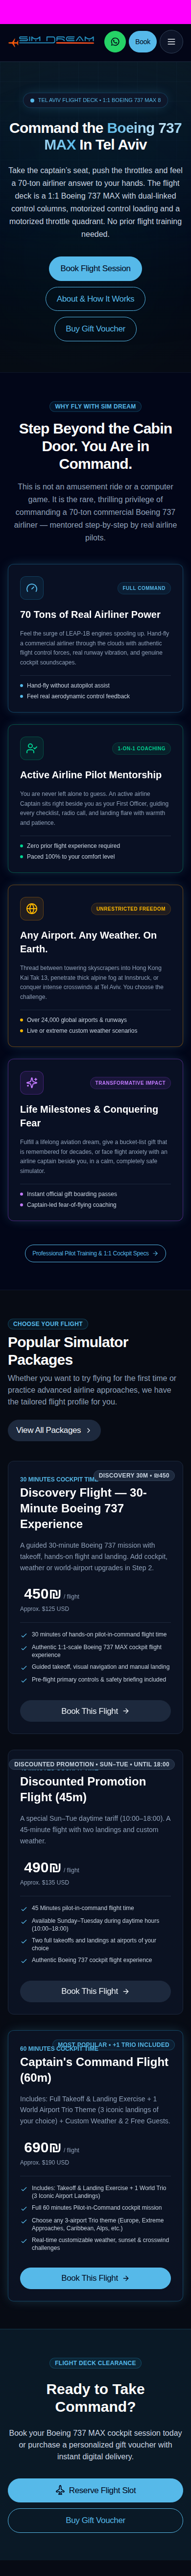 SIM DREAM
Book
TEL AVIV FLIGHT DECK • 1:1 BOEING 737 MAX 8
Command the Boeing 737
MAX In Tel Aviv
Take the captain's seat, push the throttles and feel
a 70-ton airliner answer to your hands. The flight
deck is a 1:1 Boeing 737 MAX with dual-linked
control columns, motorized control loading and a
motorized throttle quadrant. No prior flight training
needed.
Book Flight Session
About & How It Works
Buy Gift Voucher
WHY FLY WITH SIM DREAM
Step Beyond the Cabin
Door. You Are in
Command.
This is not an amusement ride or a computer
game. It is the rare, thrilling privilege of
commanding a 70-ton commercial Boeing 737
airliner — mentored step-by-step by real airline
pilots.
FULL COMMAND
70 Tons of Real Airliner Power
Feel the surge of LEAP-1B engines spooling up. Hand-fly
a commercial airliner through the clouds with authentic
flight control forces, real runway vibration, and genuine
cockpit soundscapes.
Hand-fly without autopilot assist
Feel real aerodynamic control feedback
1-ON-1 COACHING
Active Airline Pilot Mentorship
You are never left alone to guess. An active airline
Captain sits right beside you as your First Officer, guiding
every checklist, radio call, and landing flare with warmth
and patience.
Zero prior flight experience required
Paced 100% to your comfort level
UNRESTRICTED FREEDOM
Any Airport. Any Weather. On
Earth.
Thread between towering skyscrapers into Hong Kong
Kai Tak 13, penetrate thick alpine fog at Innsbruck, or
conquer intense crosswinds at Tel Aviv. You choose the
challenge.
Over 24,000 global airports & runways
Live or extreme custom weather scenarios
TRANSFORMATIVE IMPACT
Life Milestones & Conquering
Fear
Fulfill a lifelong aviation dream, give a bucket-list gift that
is remembered for decades, or face flight anxiety with an
airline captain beside you, in a calm, completely safe
simulator.
Instant official gift boarding passes
Captain-led fear-of-flying coaching
Professional Pilot Training & 1:1 Cockpit Specs
CHOOSE YOUR FLIGHT
Popular Simulator
Packages
Whether you want to try flying for the first time or
practice advanced airline approaches, we have
the tailored flight profile for you.
View All Packages
DISCOVERY 30M • ₪450
30 MINUTES COCKPIT TIME
Discovery Flight — 30-
Minute Boeing 737
Experience
A guided 30-minute Boeing 737 mission with
takeoff, hands-on flight and landing. Add cockpit,
weather or world-airport upgrades in Step 2.
450₪ / flight
Approx. $125 USD
30 minutes of hands-on pilot-in-command flight time
Authentic 1:1-scale Boeing 737 MAX cockpit flight
experience
Guided takeoff, visual navigation and manual landing
Pre-flight primary controls & safety briefing included
Book This Flight
DISCOUNTED PROMOTION • SUN–TUE • UNTIL 18:00
Discounted Promotion
Flight (45m)
A special Sun–Tue daytime tariff (10:00–18:00). A
45-minute flight with two landings and custom
weather.
490₪ / flight
Approx. $135 USD
45 Minutes pilot-in-command flight time
Available Sunday–Tuesday during daytime hours
(10:00–18:00)
Two full takeoffs and landings at airports of your
choice
Authentic Boeing 737 cockpit flight experience
Book This Flight
MOST POPULAR • +1 TRIO INCLUDED
60 MINUTES COCKPIT TIME
Captain's Command Flight
(60m)
Includes: Full Takeoff & Landing Exercise + 1
World Airport Trio Theme (3 iconic landings of
your choice) + Custom Weather & 2 Free Guests.
690₪ / flight
Approx. $190 USD
Includes: Takeoff & Landing Exercise + 1 World Trio
(3 Iconic Airport Landings)
Full 60 minutes Pilot-in-Command cockpit mission
Choose any 3-airport Trio theme (Europe, Extreme
Approaches, Caribbean, Alps, etc.)
Real-time customizable weather, sunset & crosswind
challenges
Book This Flight
FLIGHT DECK CLEARANCE
Ready to Take
Command?
Book your Boeing 737 MAX cockpit session today
or purchase a personalized gift voucher with
instant digital delivery.
Reserve Flight Slot
Buy Gift Voucher